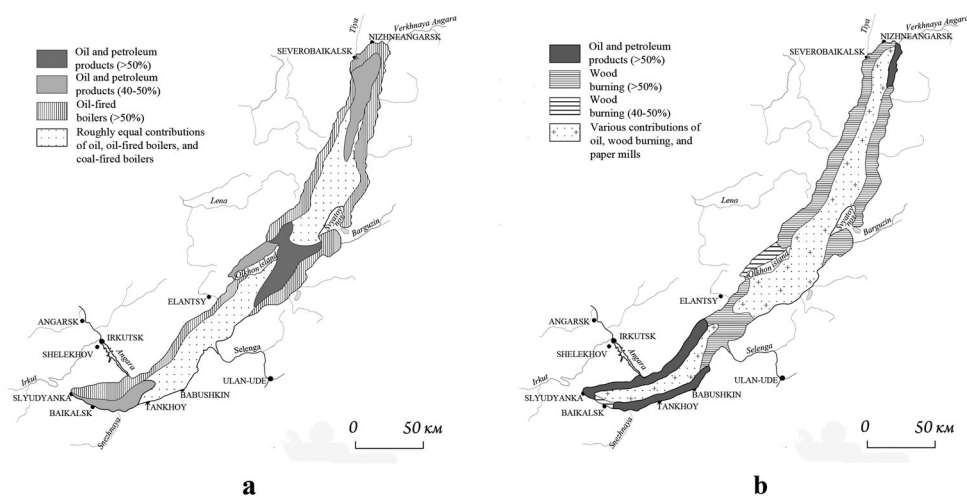 Oil and petroleum
products (>50%)
Oil and petroleum
products (40-50%)
Oil-fired
boilers (>50%)
Roughly equal contributions
of oil, oil-fired boilers, and
coal-fired boilers
Tiya
Verkhnaya Angara
NIZHNEANGARSK
SEVEROBAIKALSK
Lena
Svyatoy
nos
Barguzin
Olkhon island
ELANTSY
ANGARSK
IRKUTSK
SHELEKHOV
Angara
Selenga
Irkut
ULAN-UDE
SLYUDYANKA
BABUSHKIN
BAIKALSK
TANKHOY
Snezhnaya
0 50 км
a
Oil and petroleum
products (>50%)
Wood
burning (>50%)
Wood
burning (40-50%)
Various contributions of
oil, wood burning, and
paper mills
Tiya
Verkhnaya Angara
NIZHNEANGARSK
SEVEROBAIKALSK
Lena
Svyatoy
nos
Barguzin
Olkhon island
ELANTSY
ANGARSK
IRKUTSK
SHELEKHOV
Angara
Selenga
Irkut
ULAN-UDE
SLYUDYANKA
BABUSHKIN
BAIKALSK
TANKHOY
Snezhnaya
0 50 км
b